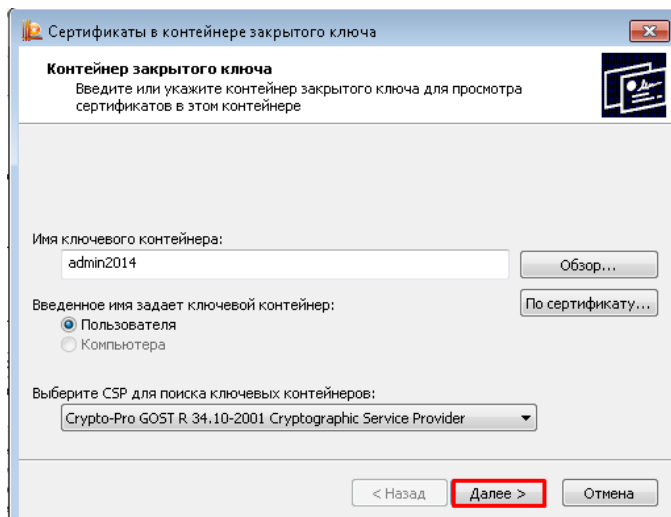 Сертификаты в контейнере закрытого ключа
Контейнер закрытого ключа
Введите или укажите контейнер закрытого ключа для просмотра
сертификатов в этом контейнере
Имя ключевого контейнера:
admin2014
Обзор...
Введенное имя задает ключевой контейнер:
По сертификату...
Пользователя
Компьютера
Выберите CSP для поиска ключевых контейнеров:
Crypto-Pro GOST R 34.10-2001 Cryptographic Service Provider
< Назад
Далее >
Отмена